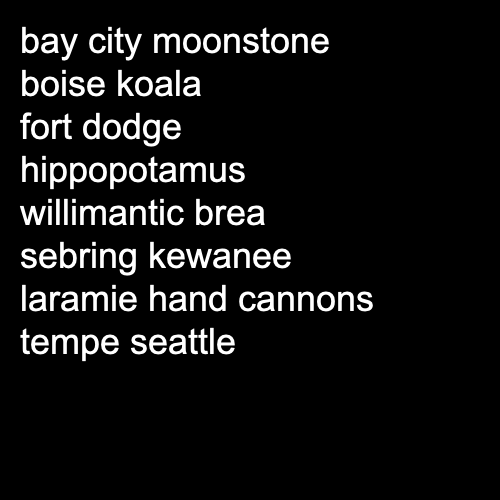 bay city moonstone
boise koala
fort dodge
hippopotamus
willimantic brea
sebring kewanee
laramie hand cannons
tempe seattle